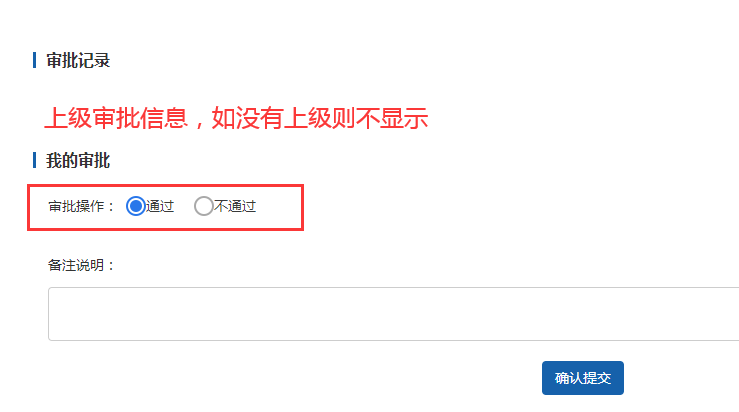 审批记录
上级审批信息，如没有上级则不显示
我的审批
审批操作： 通过 不通过
备注说明：
确认提交